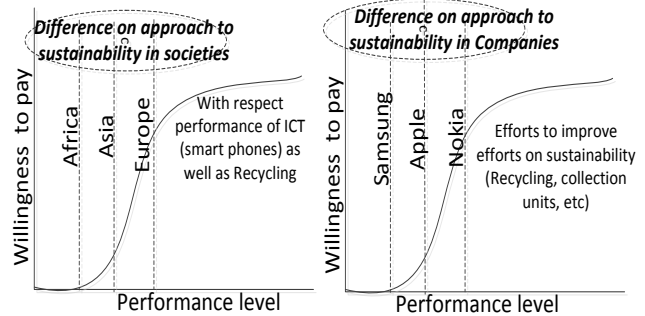 Difference on approach to
sustainability in societies
c
Willingness to pay
Africa
Asia
Europe
With respect
performance of ICT
(smart phones) as
well as Recycling
Performance level
Difference on approach to
sustainability in Companies
c
Willingness to pay
Samsung
Apple
Nokia
Efforts to improve
efforts on sustainability
(Recycling, collection
units, etc)
Performance level